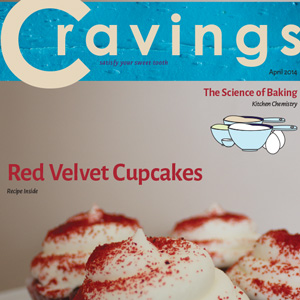 Cravings
satisfy your sweet tooth
April 2014
The Science of Baking
Kitchen Chemistry
Red Velvet Cupcakes
Recipe Inside